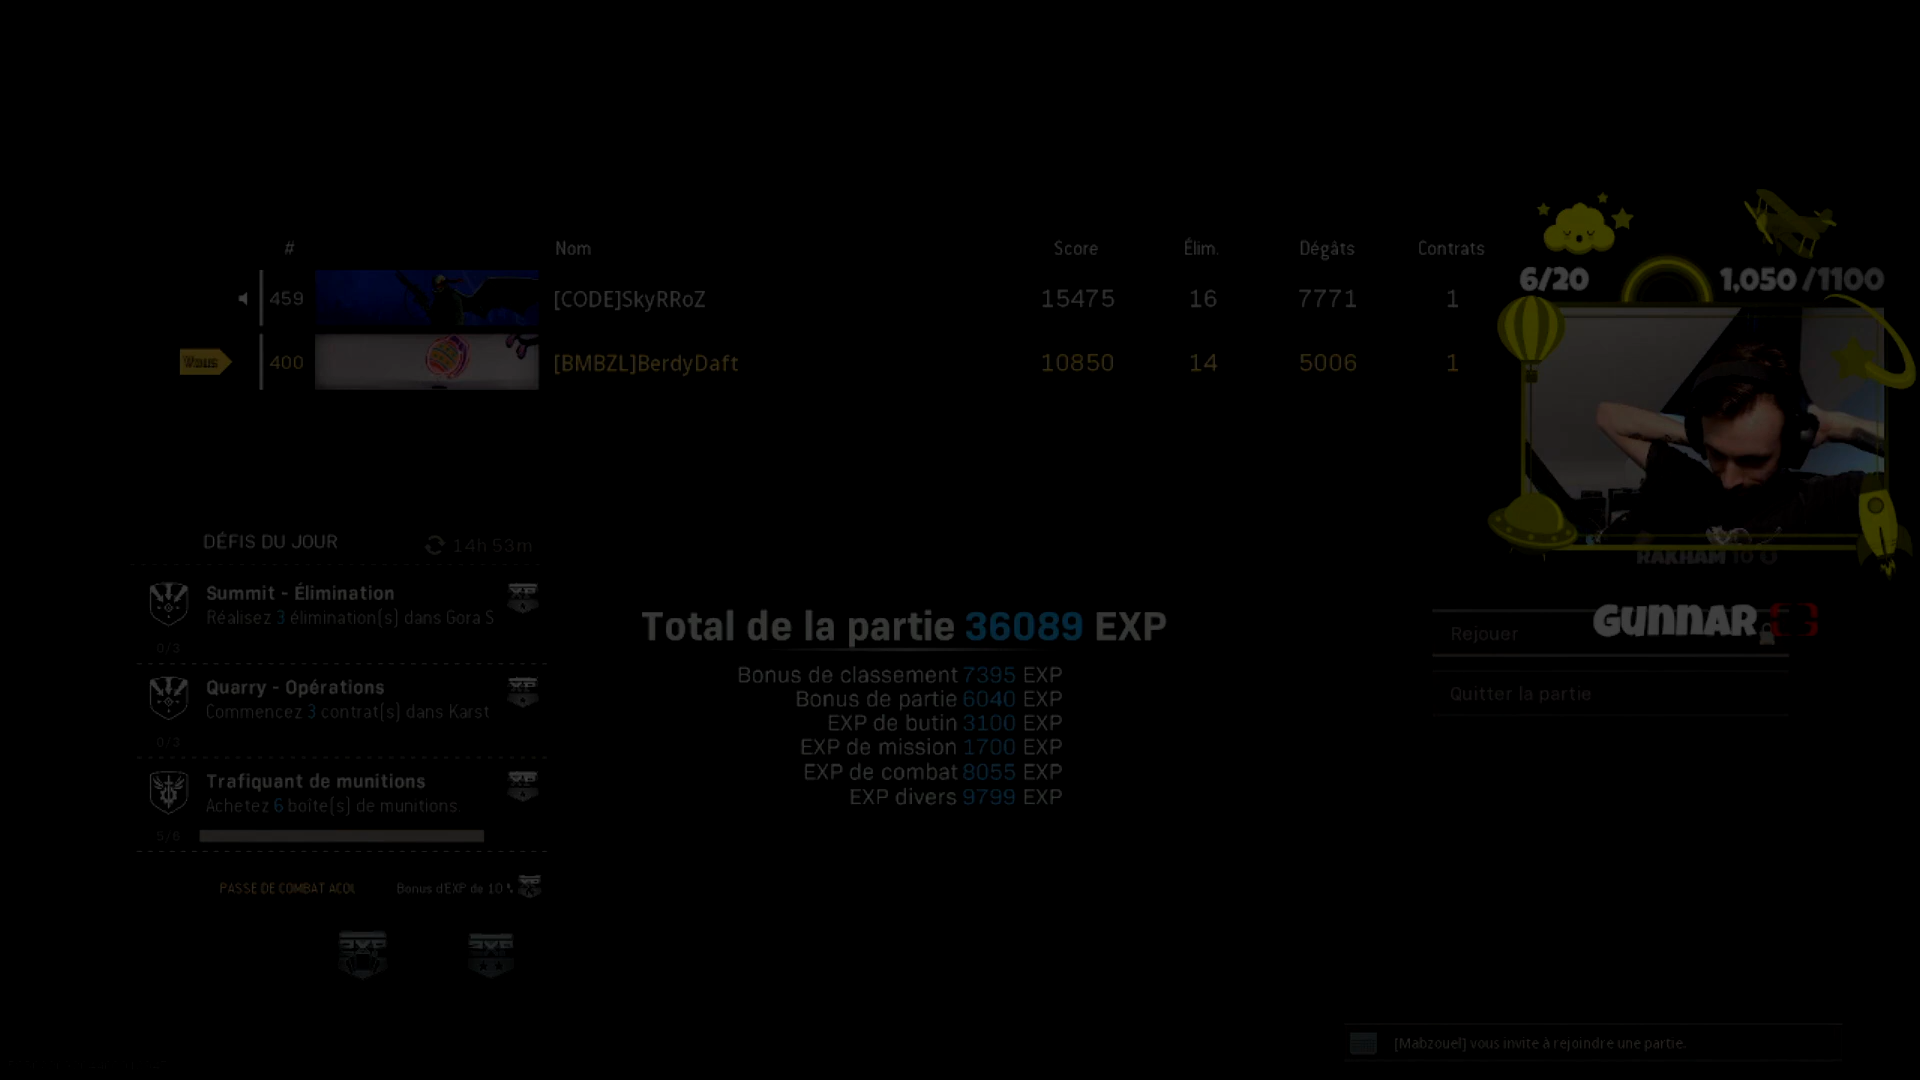 # Nom Score Élim. Dégâts Contrats
459 [CODE]SkyRRoZ 15475 16 7771 1
Vous 400 [BMBZL]BerdyDaft 10850 14 5006 1
6/20 1,050 /1100
RAKHAM 10
GUNNAR
DÉFIS DU JOUR 14h 53m
Summit - Élimination
Réalisez 3 élimination(s) dans Gora S
0/3
Quarry - Opérations
Commencez 3 contrat(s) dans Karst
0/3
Trafiquant de munitions
Achetez 6 boîte(s) de munitions.
5/6
PASSE DE COMBAT ACOL Bonus d'EXP de 10 %
Total de la partie 36089 EXP
Bonus de classement 7395 EXP
Bonus de partie 6040 EXP
EXP de butin 3100 EXP
EXP de mission 1700 EXP
EXP de combat 8055 EXP
EXP divers 9799 EXP
Rejouer
Quitter la partie
[Mabzouel] vous invite à rejoindre une partie.